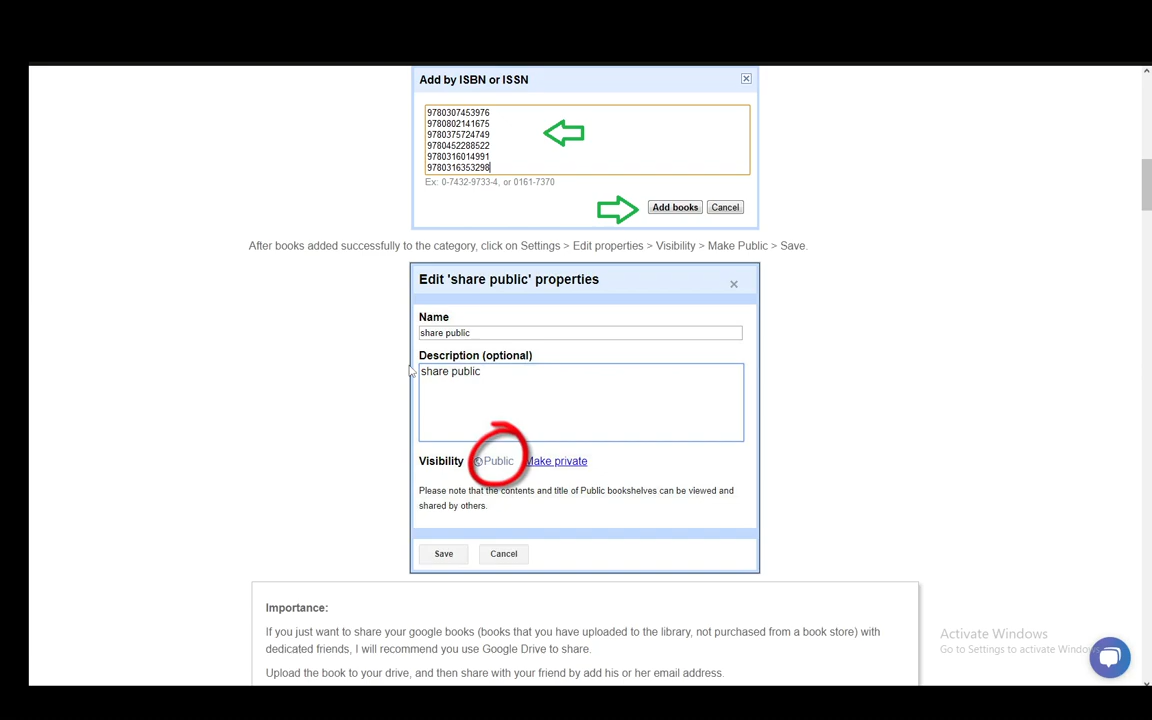 Add by ISBN or ISSN
9780307453976
9780802141675
9780375724749
9780452288522
9780316014991
9780316353298
Ex: 0-7432-9733-4, or 0161-7370
Add books Cancel
After books added successfully to the category, click on Settings > Edit properties > Visibility > Make Public > Save.
Edit 'share public' properties
Name
share public
Description (optional)
share public
Visibility Public Make private
Please note that the contents and title of Public bookshelves can be viewed and
shared by others.
Save Cancel
Importance:
If you just want to share your google books (books that you have uploaded to the library, not purchased from a book store) with
dedicated friends, I will recommend you use Google Drive to share.
Upload the book to your drive, and then share with your friend by add his or her email address.
Activate Windows
Go to Settings to activate Windows.